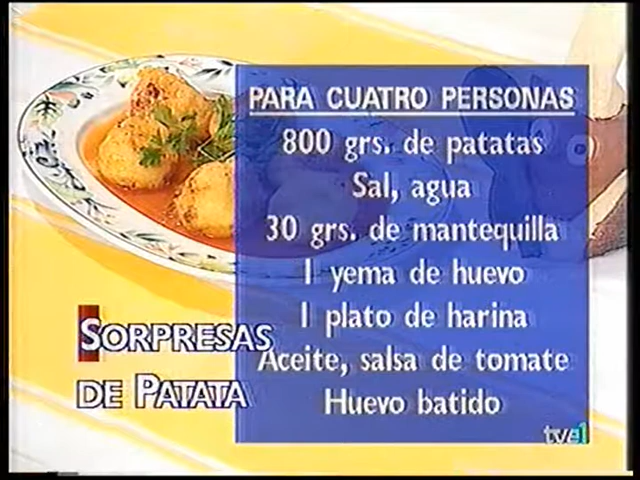 PARA CUATRO PERSONAS
800 grs. de patatas
Sal, agua
30 grs. de mantequilla
1 yema de huevo
1 plato de harina
Aceite, salsa de tomate
Huevo batido
SORPRESAS
DE PATATA
tve1